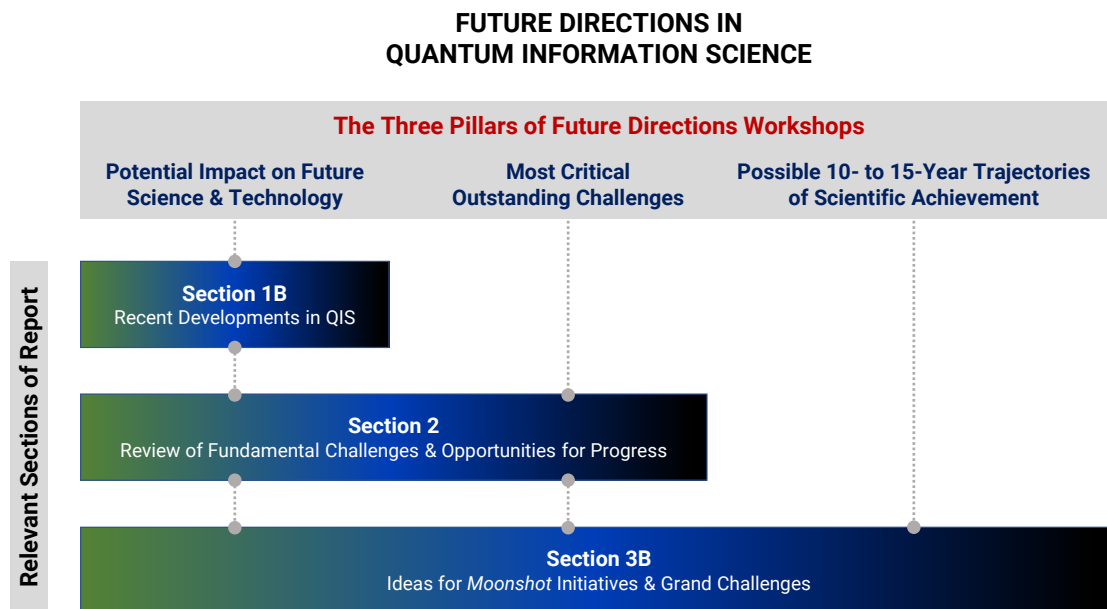 FUTURE DIRECTIONS IN
QUANTUM INFORMATION SCIENCE
The Three Pillars of Future Directions Workshops
Potential Impact on Future
Science & Technology
Most Critical
Outstanding Challenges
Possible 10- to 15-Year Trajectories
of Scientific Achievement
Relevant Sections of Report
Section 1B
Recent Developments in QIS
Section 2
Review of Fundamental Challenges & Opportunities for Progress
Section 3B
Ideas for Moonshot Initiatives & Grand Challenges